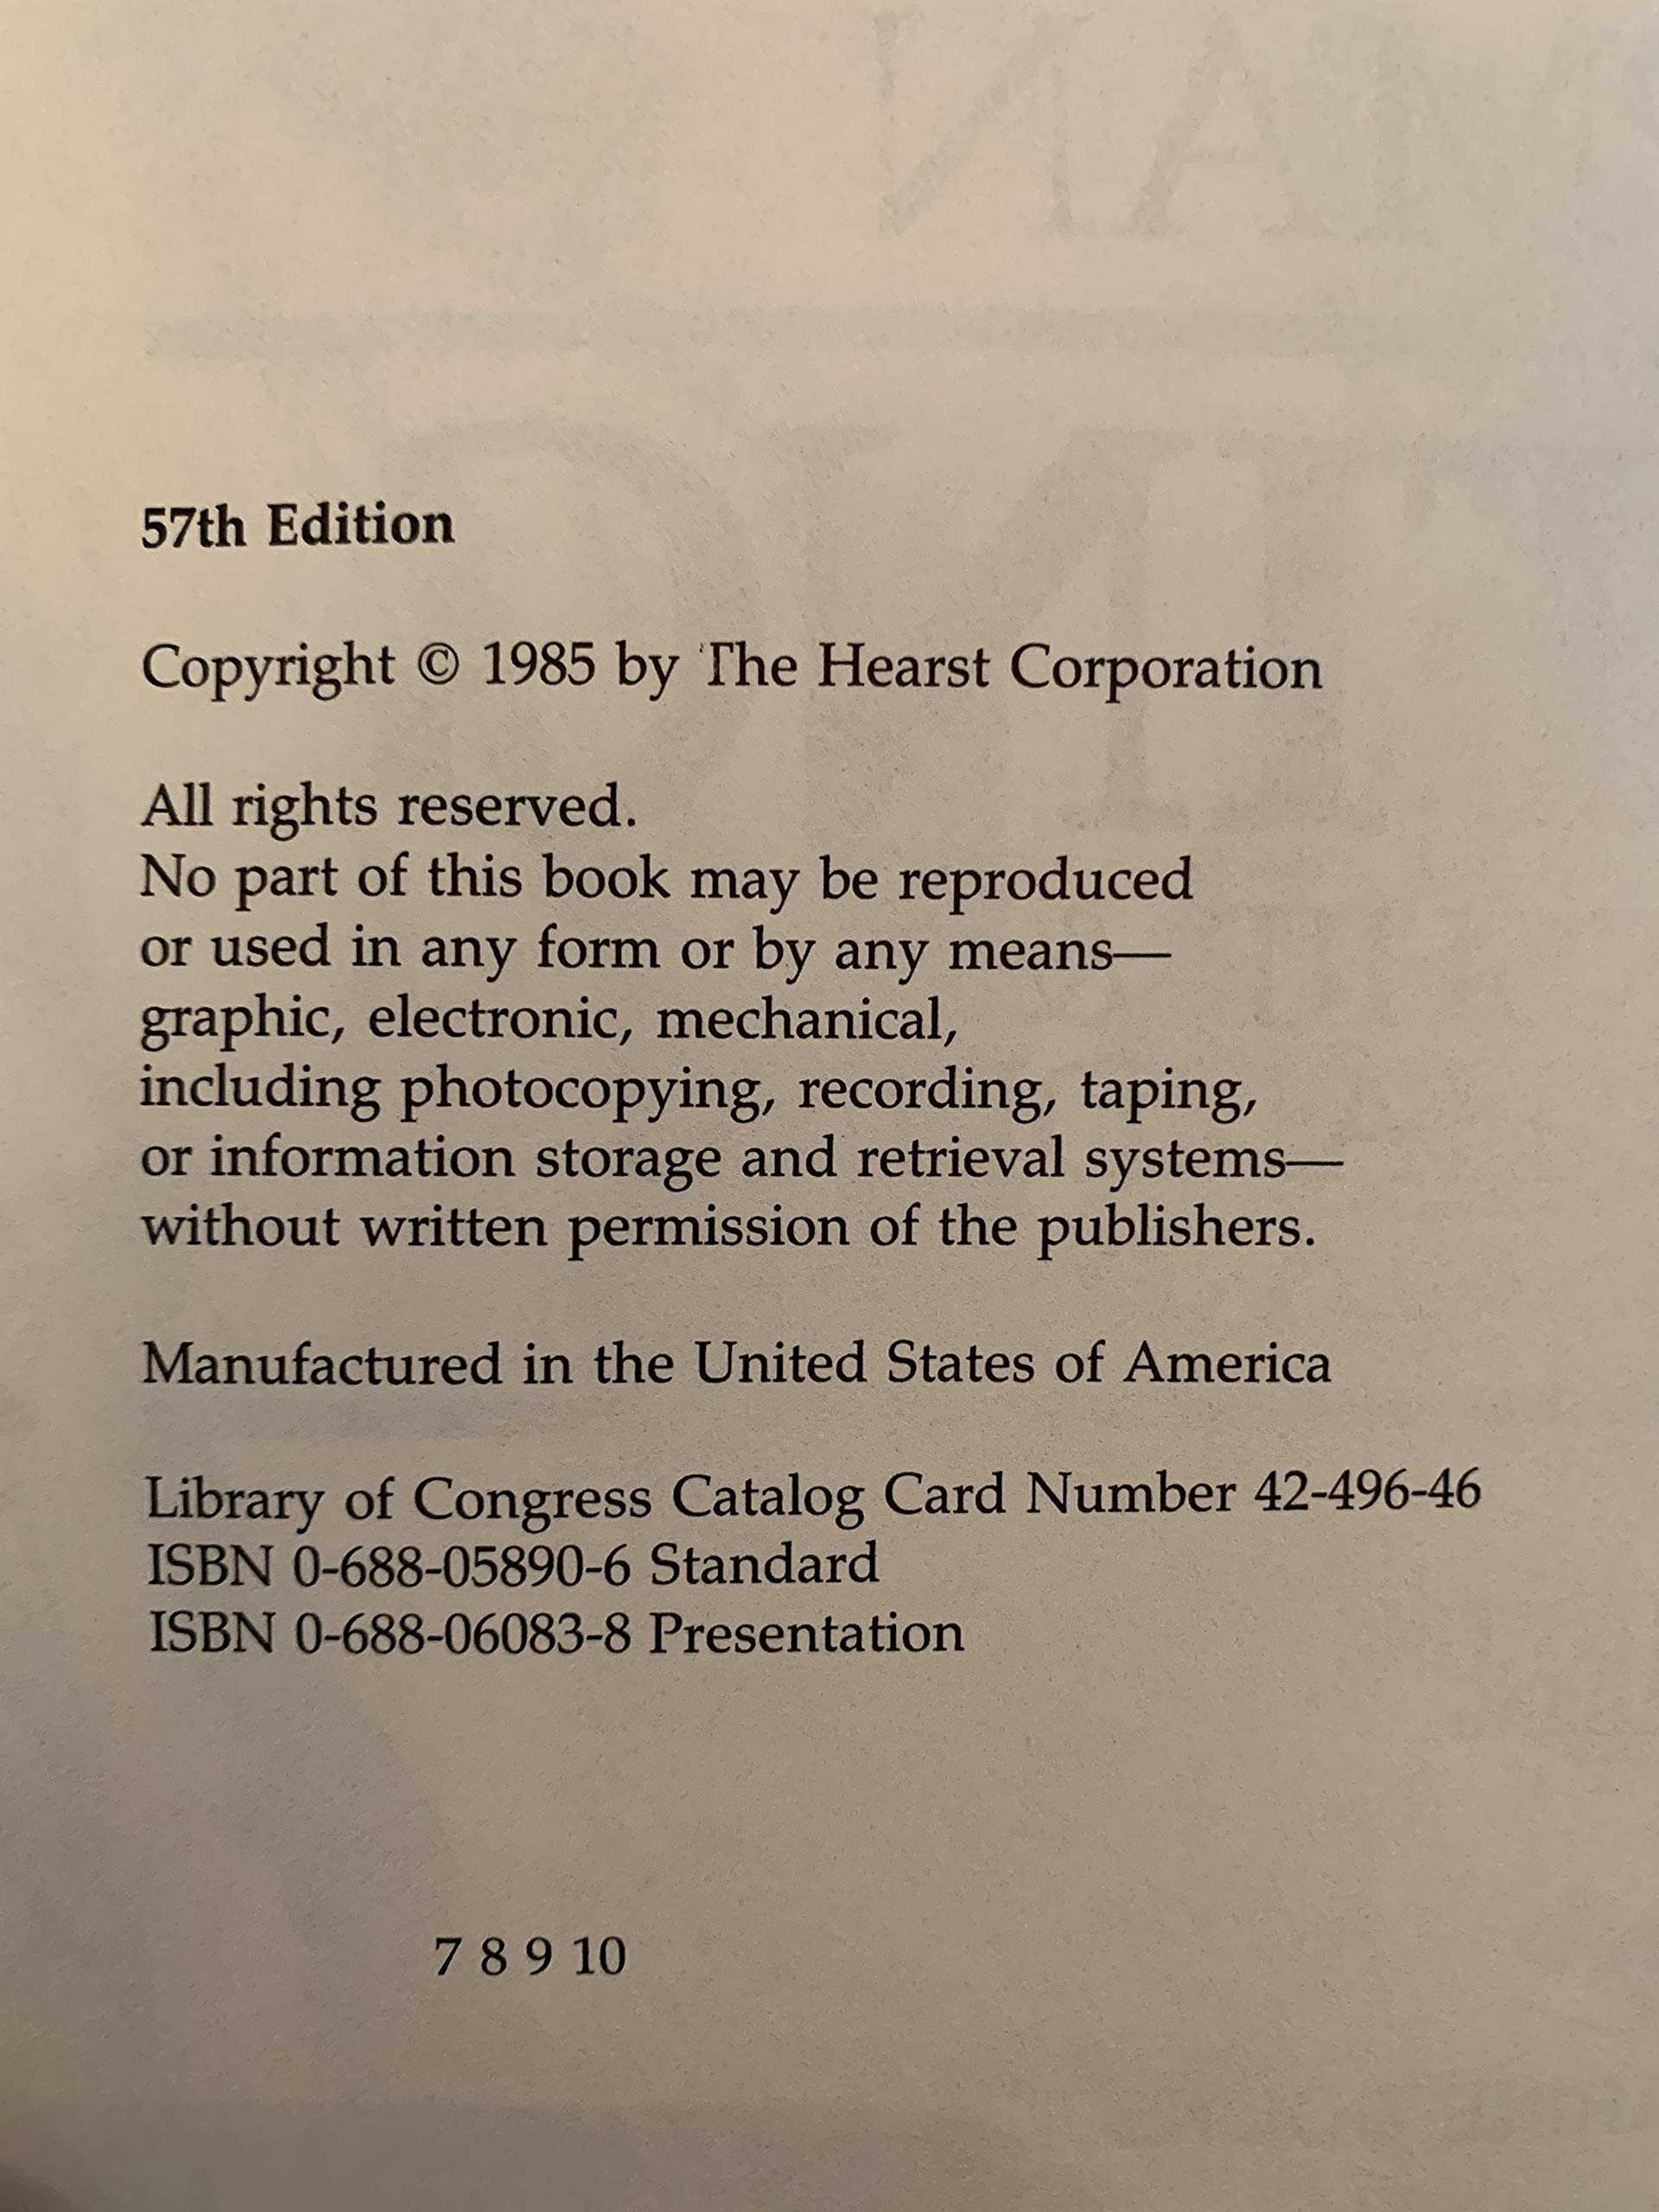 57th Edition
Copyright © 1985 by The Hearst Corporation
All rights reserved.
No part of this book may be reproduced
or used in any form or by any means—
graphic, electronic, mechanical,
including photocopying, recording, taping,
or information storage and retrieval systems—
without written permission of the publishers.
Manufactured in the United States of America
Library of Congress Catalog Card Number 42-496-46
ISBN 0-688-05890-6 Standard
ISBN 0-688-06083-8 Presentation
7 8 9 10